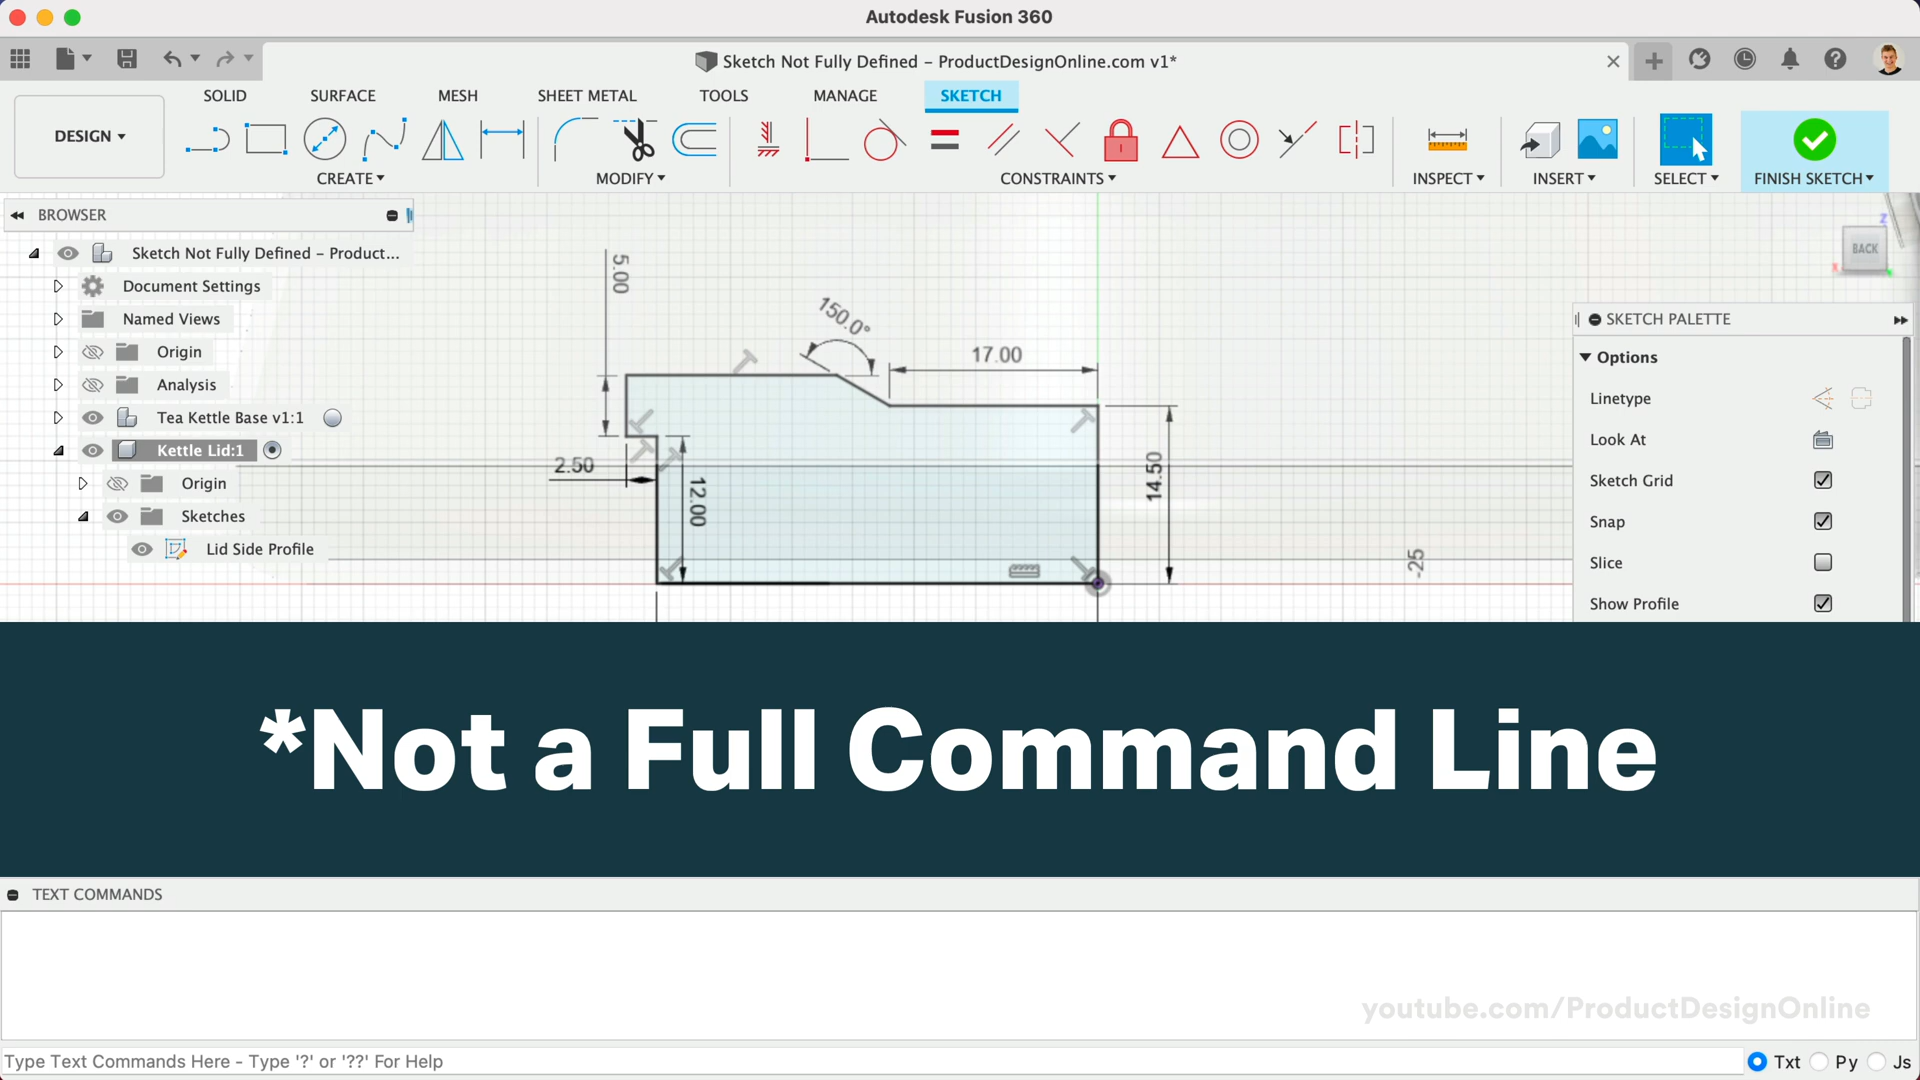 Autodesk Fusion 360
Sketch Not Fully Defined – ProductDesignOnline.com v1*
SOLID
SURFACE
MESH
SHEET METAL
TOOLS
MANAGE
SKETCH
DESIGN
CREATE
MODIFY
CONSTRAINTS
INSPECT
INSERT
SELECT
FINISH SKETCH
BROWSER
Sketch Not Fully Defined – Product...
Document Settings
Named Views
Origin
Analysis
Tea Kettle Base v1:1
Kettle Lid:1
Origin
Sketches
Lid Side Profile
5.00
150.0°
17.00
2.50
12.00
14.50
-25
Z
BACK
X
SKETCH PALETTE
Options
Linetype
Look At
Sketch Grid
Snap
Slice
Show Profile
*Not a Full Command Line
TEXT COMMANDS
youtube.com/ProductDesignOnline
Type Text Commands Here - Type '?' or '??' For Help
Txt
Py
Js